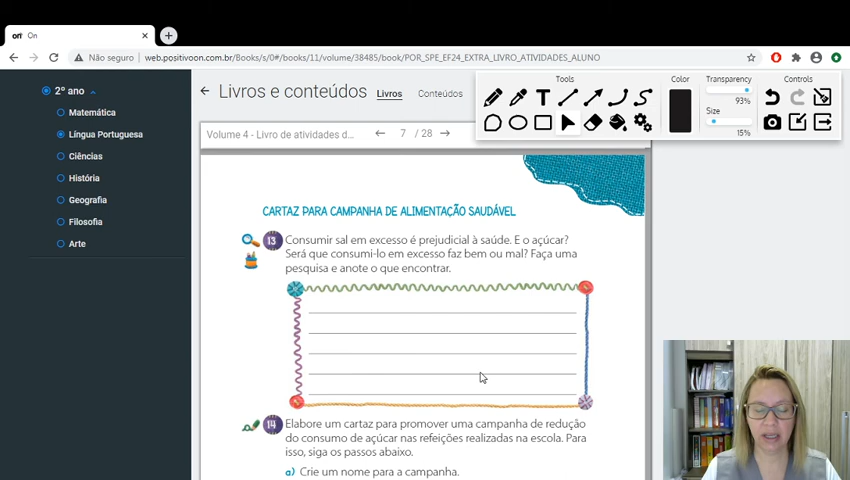 On
Não seguro
web.positivoon.com.br/Books/s/0#/books/11/volume/38485/book/POR_SPE_EF24_EXTRA_LIVRO_ATIVIDADES_ALUNO
2º ano
Matemática
Língua Portuguesa
Ciências
História
Geografia
Filosofia
Arte
Livros e conteúdos
Livros
Conteúdos
Volume 4 - Livro de atividades d...
7 / 28
Tools
Color
Transparency
93%
Size
15%
Controls
CARTAZ PARA CAMPANHA DE ALIMENTAÇÃO SAUDÁVEL
13 Consumir sal em excesso é prejudicial à saúde. E o açúcar?
Será que consumi-lo em excesso faz bem ou mal? Faça uma
pesquisa e anote o que encontrar.
14 Elabore um cartaz para promover uma campanha de redução
do consumo de açúcar nas refeições realizadas na escola. Para
isso, siga os passos abaixo.
a) Crie um nome para a campanha.